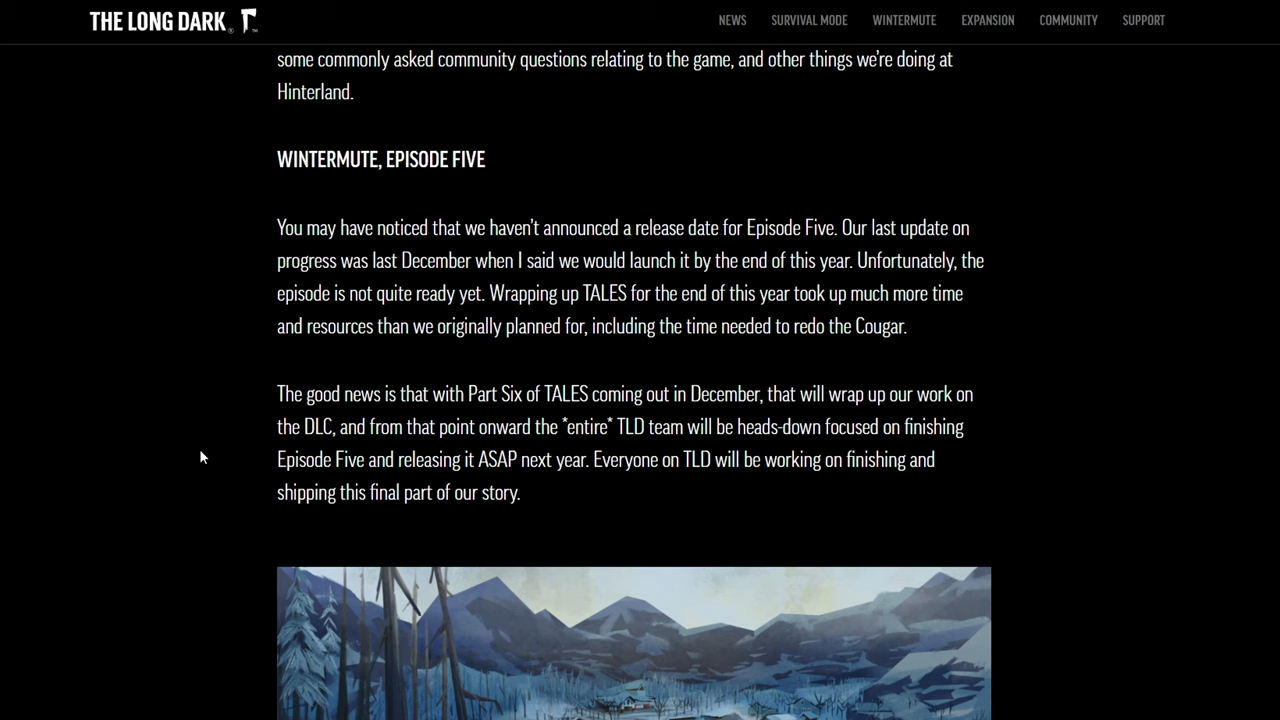 THE LONG DARK
NEWS SURVIVAL MODE WINTERMUTE EXPANSION COMMUNITY SUPPORT
some commonly asked community questions relating to the game, and other things we're doing at
Hinterland.
WINTERMUTE, EPISODE FIVE
You may have noticed that we haven't announced a release date for Episode Five. Our last update on
progress was last December when I said we would launch it by the end of this year. Unfortunately, the
episode is not quite ready yet. Wrapping up TALES for the end of this year took up much more time
and resources than we originally planned for, including the time needed to redo the Cougar.
The good news is that with Part Six of TALES coming out in December, that will wrap up our work on
the DLC, and from that point onward the *entire* TLD team will be heads-down focused on finishing
Episode Five and releasing it ASAP next year. Everyone on TLD will be working on finishing and
shipping this final part of our story.